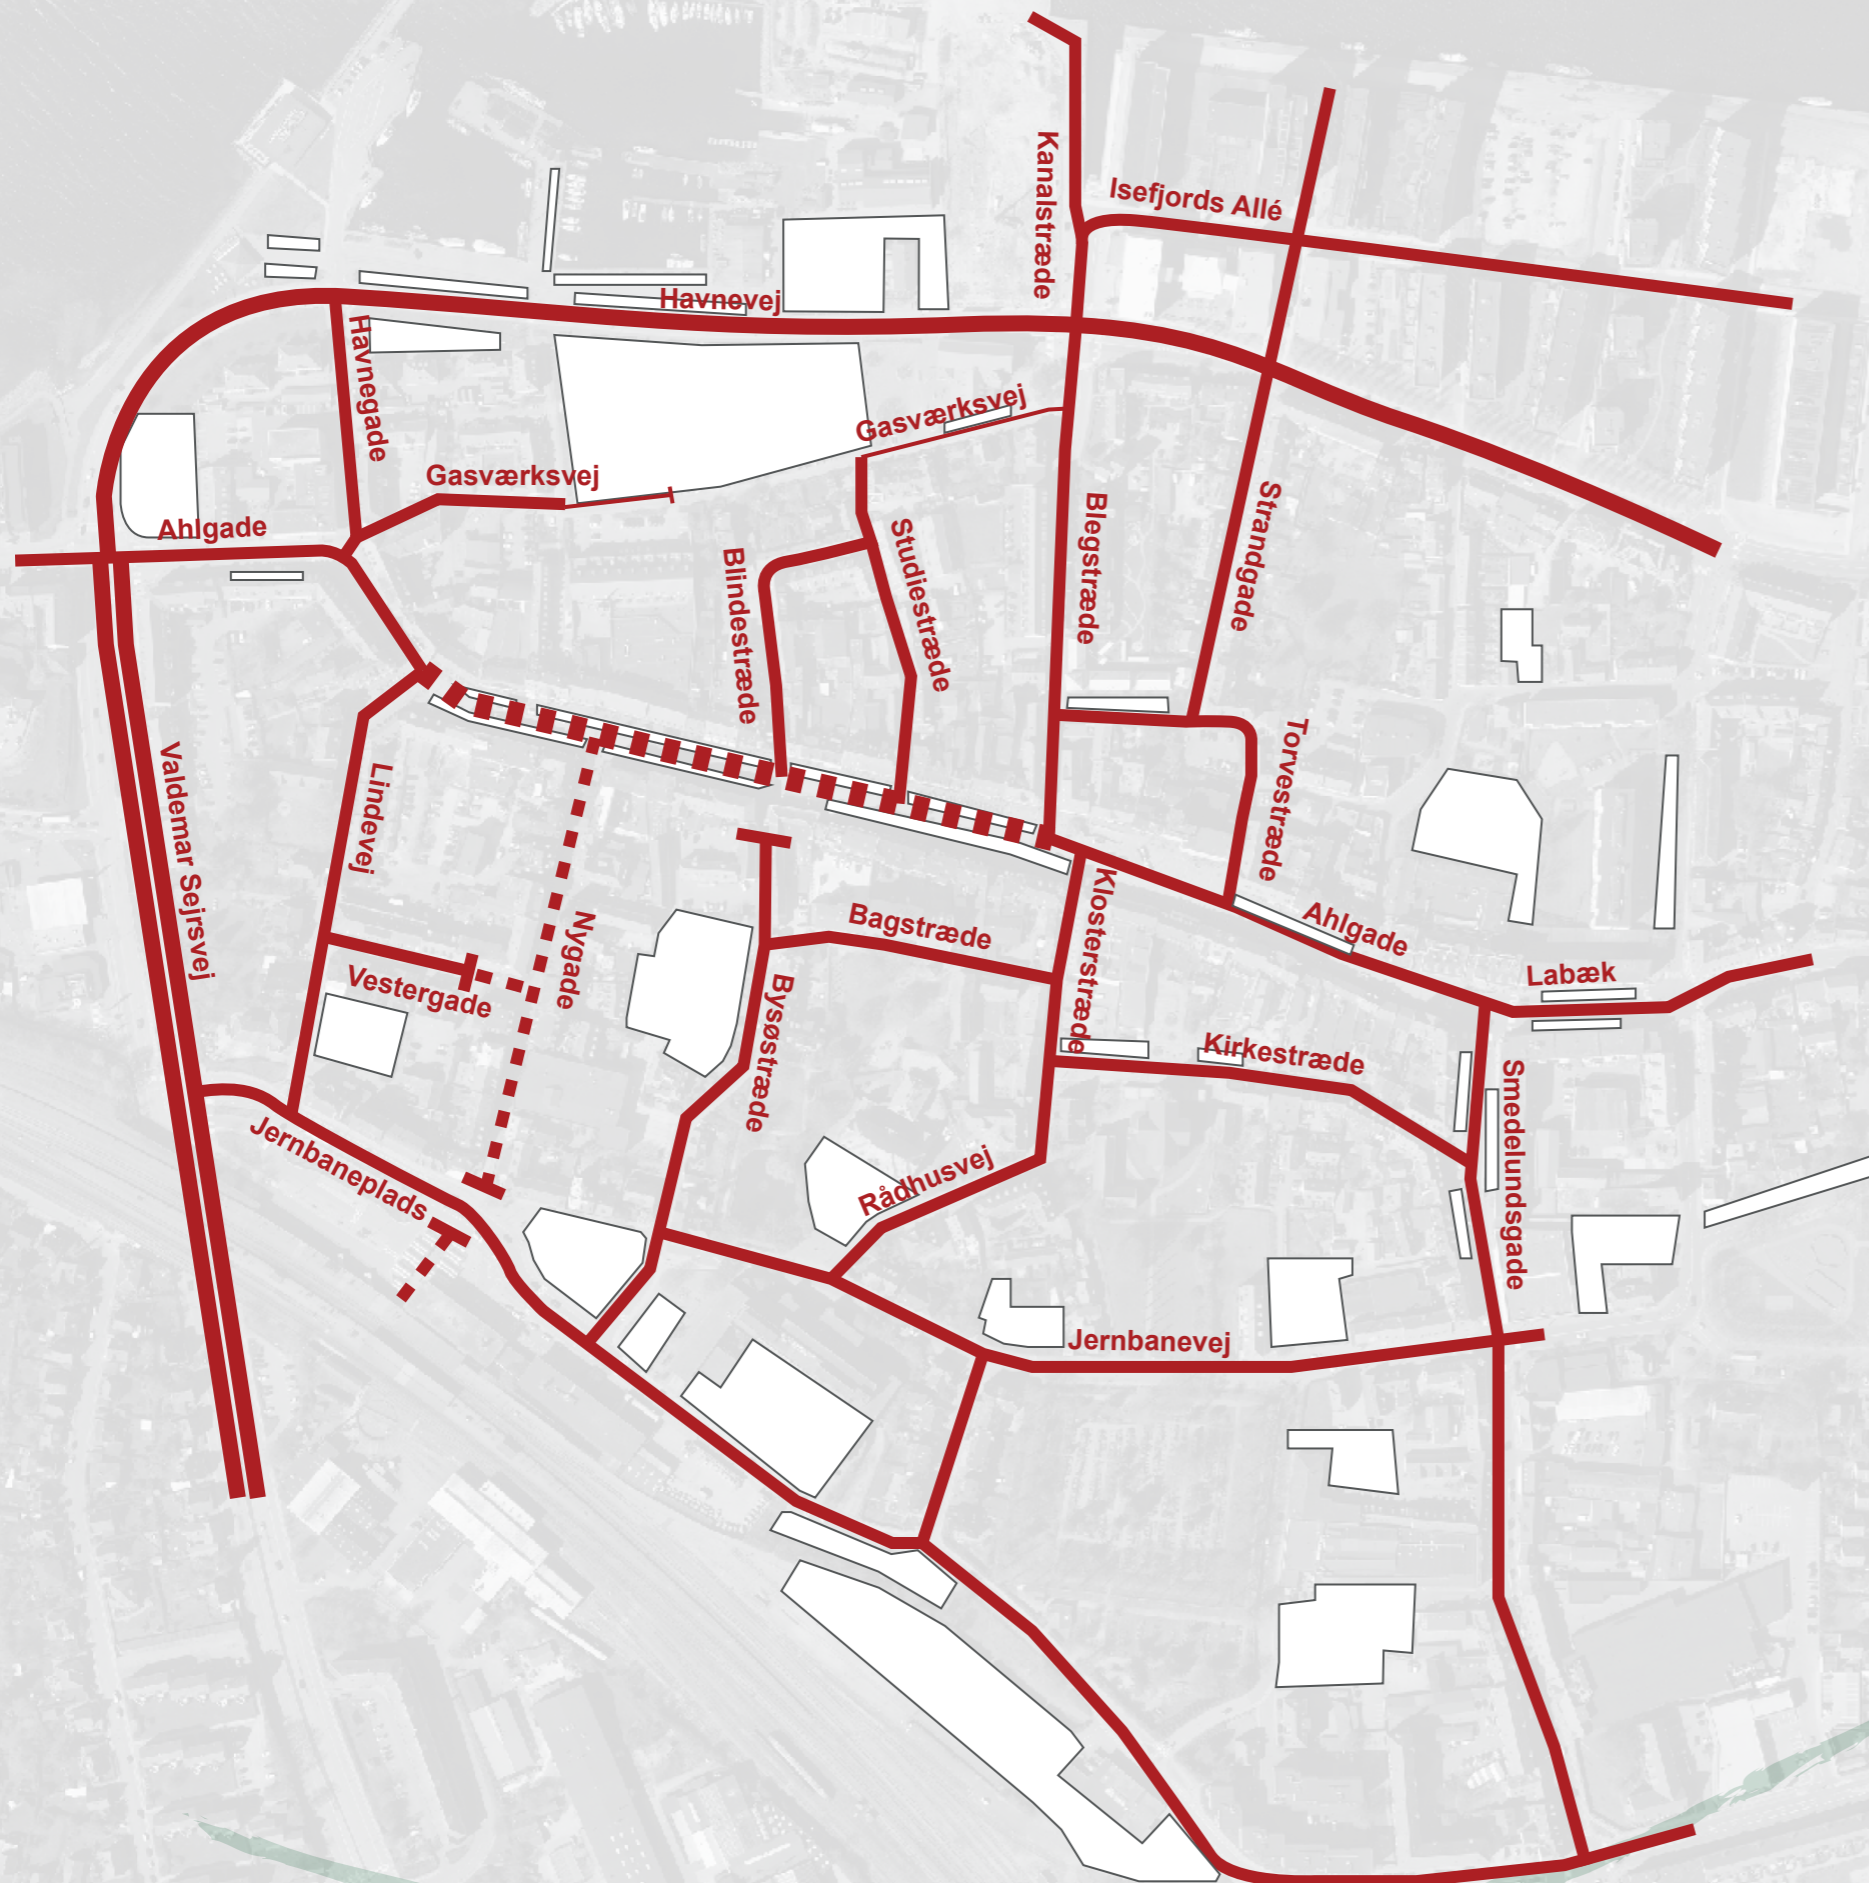 Kanalstræde
Isefjords Allé
Havnevej
Havnegade
Gasværksvej
Gasværksvej
Ahlgade
Blindestræde
Studiestræde
Blegstræde
Strandgade
Torvestræde
Valdemar Sejrsvej
Lindevej
Nygade
Vestergade
Bagstræde
Klosterstræde
Ahlgade
Labæk
Bysøstræde
Kirkestræde
Smedelundsgade
Jernbaneplads
Rådhusvej
Jernbanevej